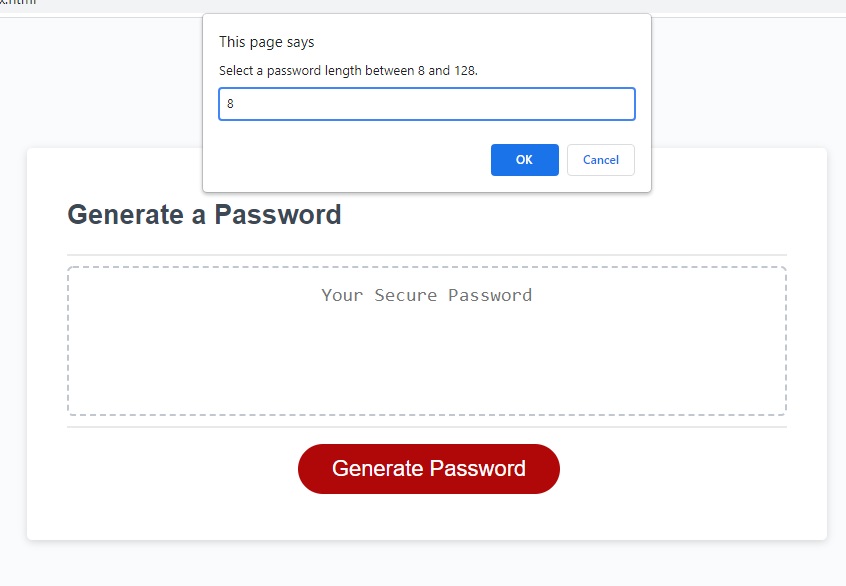 This page says
Select a password length between 8 and 128.
8
OK
Cancel
Generate a Password
Your Secure Password
Generate Password